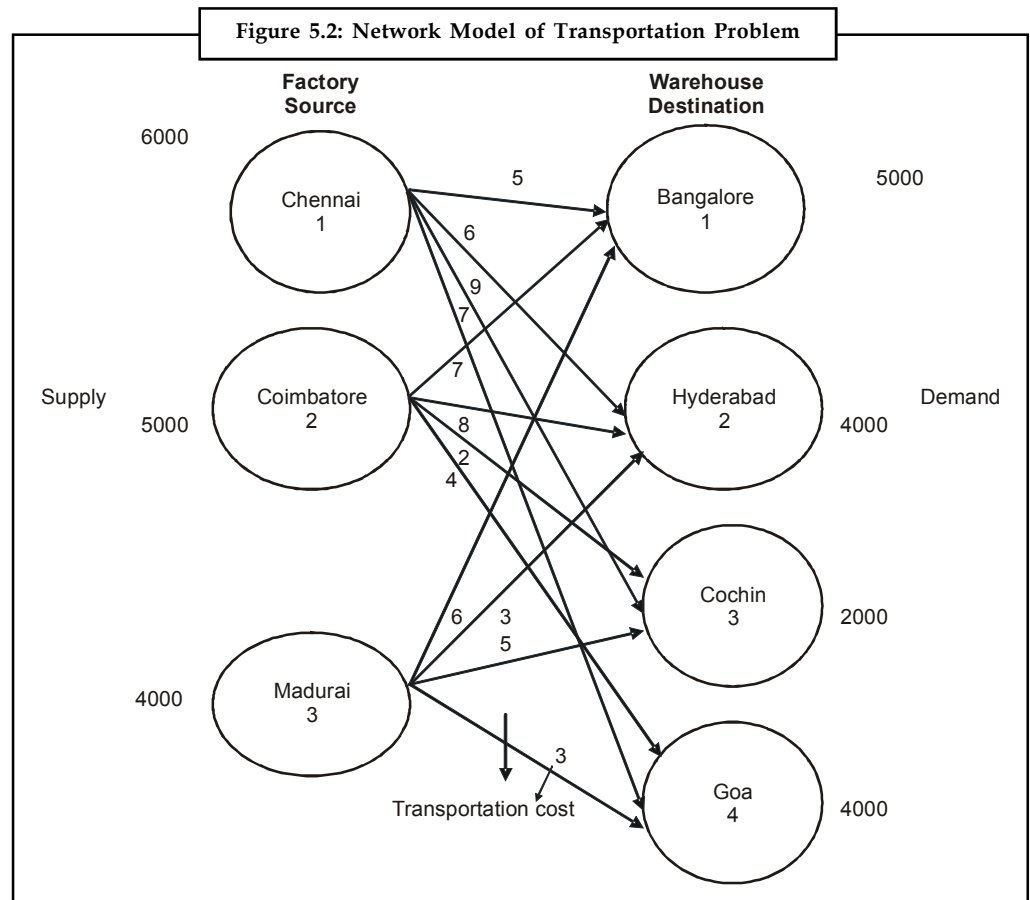 Figure 5.2: Network Model of Transportation Problem
Factory
Source
Warehouse
Destination
6000
Chennai
1
5
Bangalore
1
5000
6
9
7
7
Supply
Coimbatore
2
5000
8
2
4
Hyderabad
2
4000
Demand
Cochin
3
2000
6
3
5
Madurai
3
4000
3
Transportation cost
Goa
4
4000